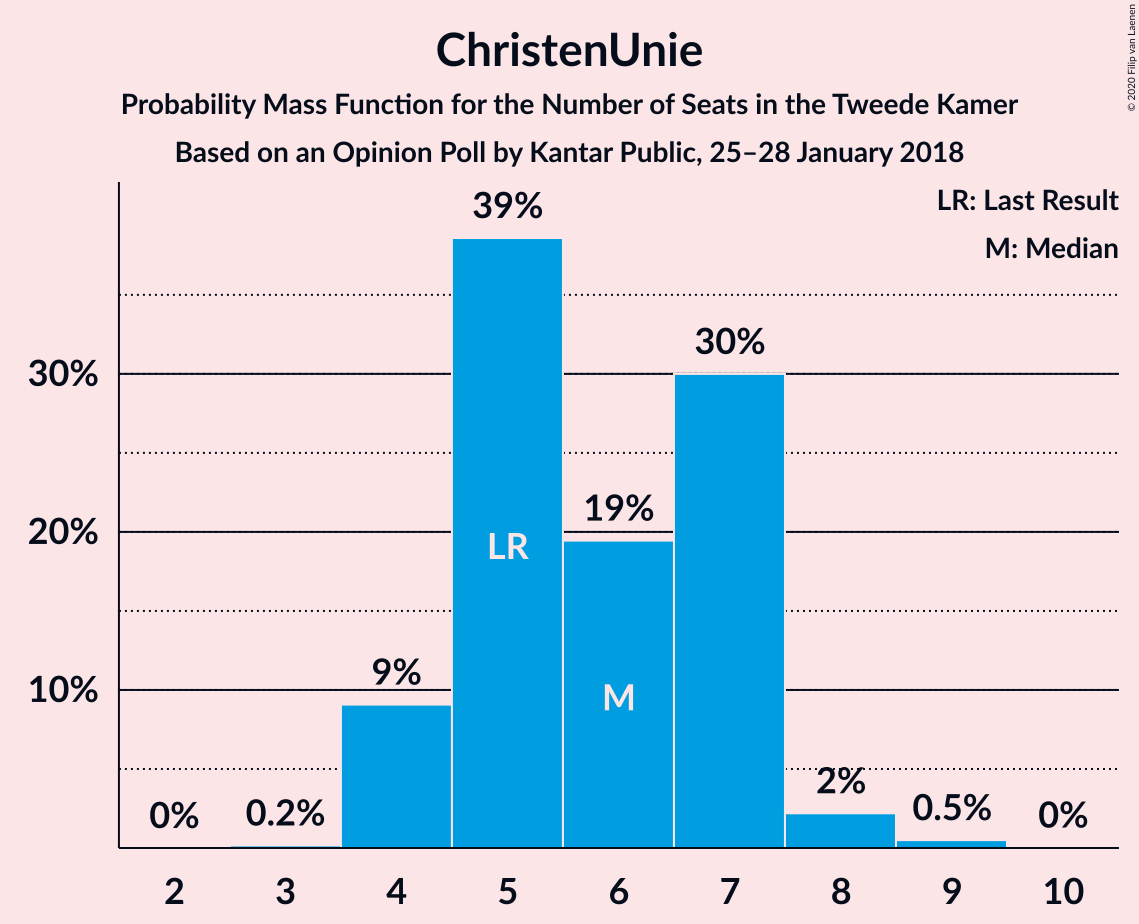 ChristenUnie
Probability Mass Function for the Number of Seats in the Tweede Kamer
Based on an Opinion Poll by Kantar Public, 25–28 January 2018
© 2020 Filip van Laenen
LR: Last Result
M: Median
39%
30%
30%
19%
20%
LR
9%
10%
M
2%
0%
0.2%
0.5%
0%
2 3 4 5 6 7 8 9 10